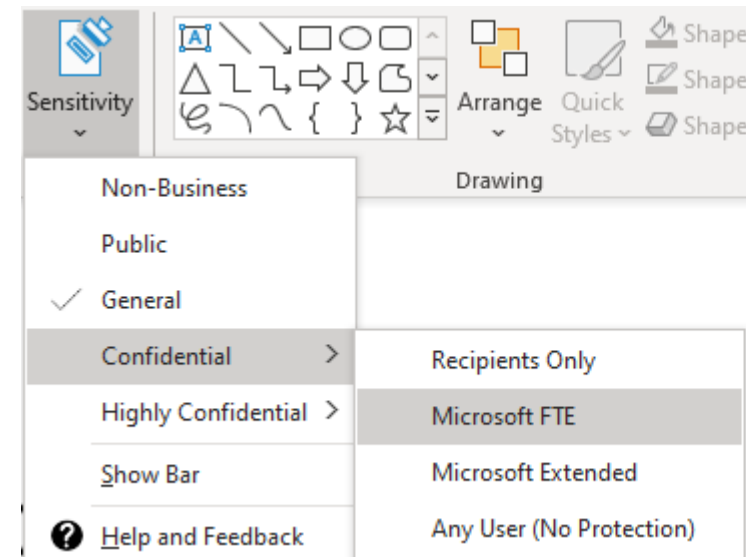 Sensitivity
A
Arrange
Quick
Styles
Shape
Shape
Shape
Drawing
Non-Business
Public
General
Confidential
Highly Confidential
Show Bar
? Help and Feedback
Recipients Only
Microsoft FTE
Microsoft Extended
Any User (No Protection)